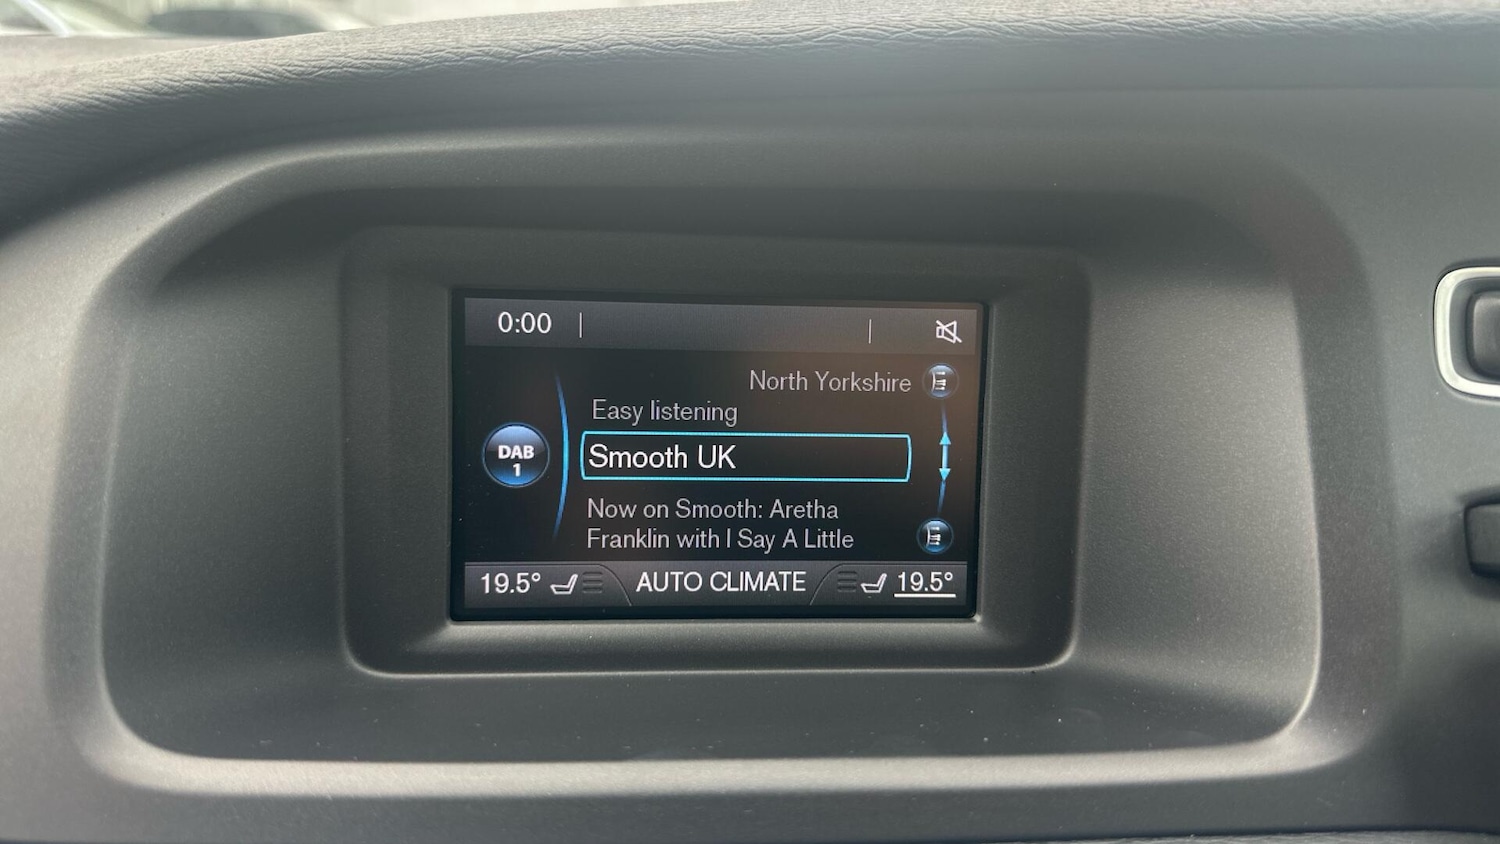 0:00
North Yorkshire
Easy listening
DAB
1
Smooth UK
Now on Smooth: Aretha
Franklin with I Say A Little
19.5° AUTO CLIMATE 19.5°